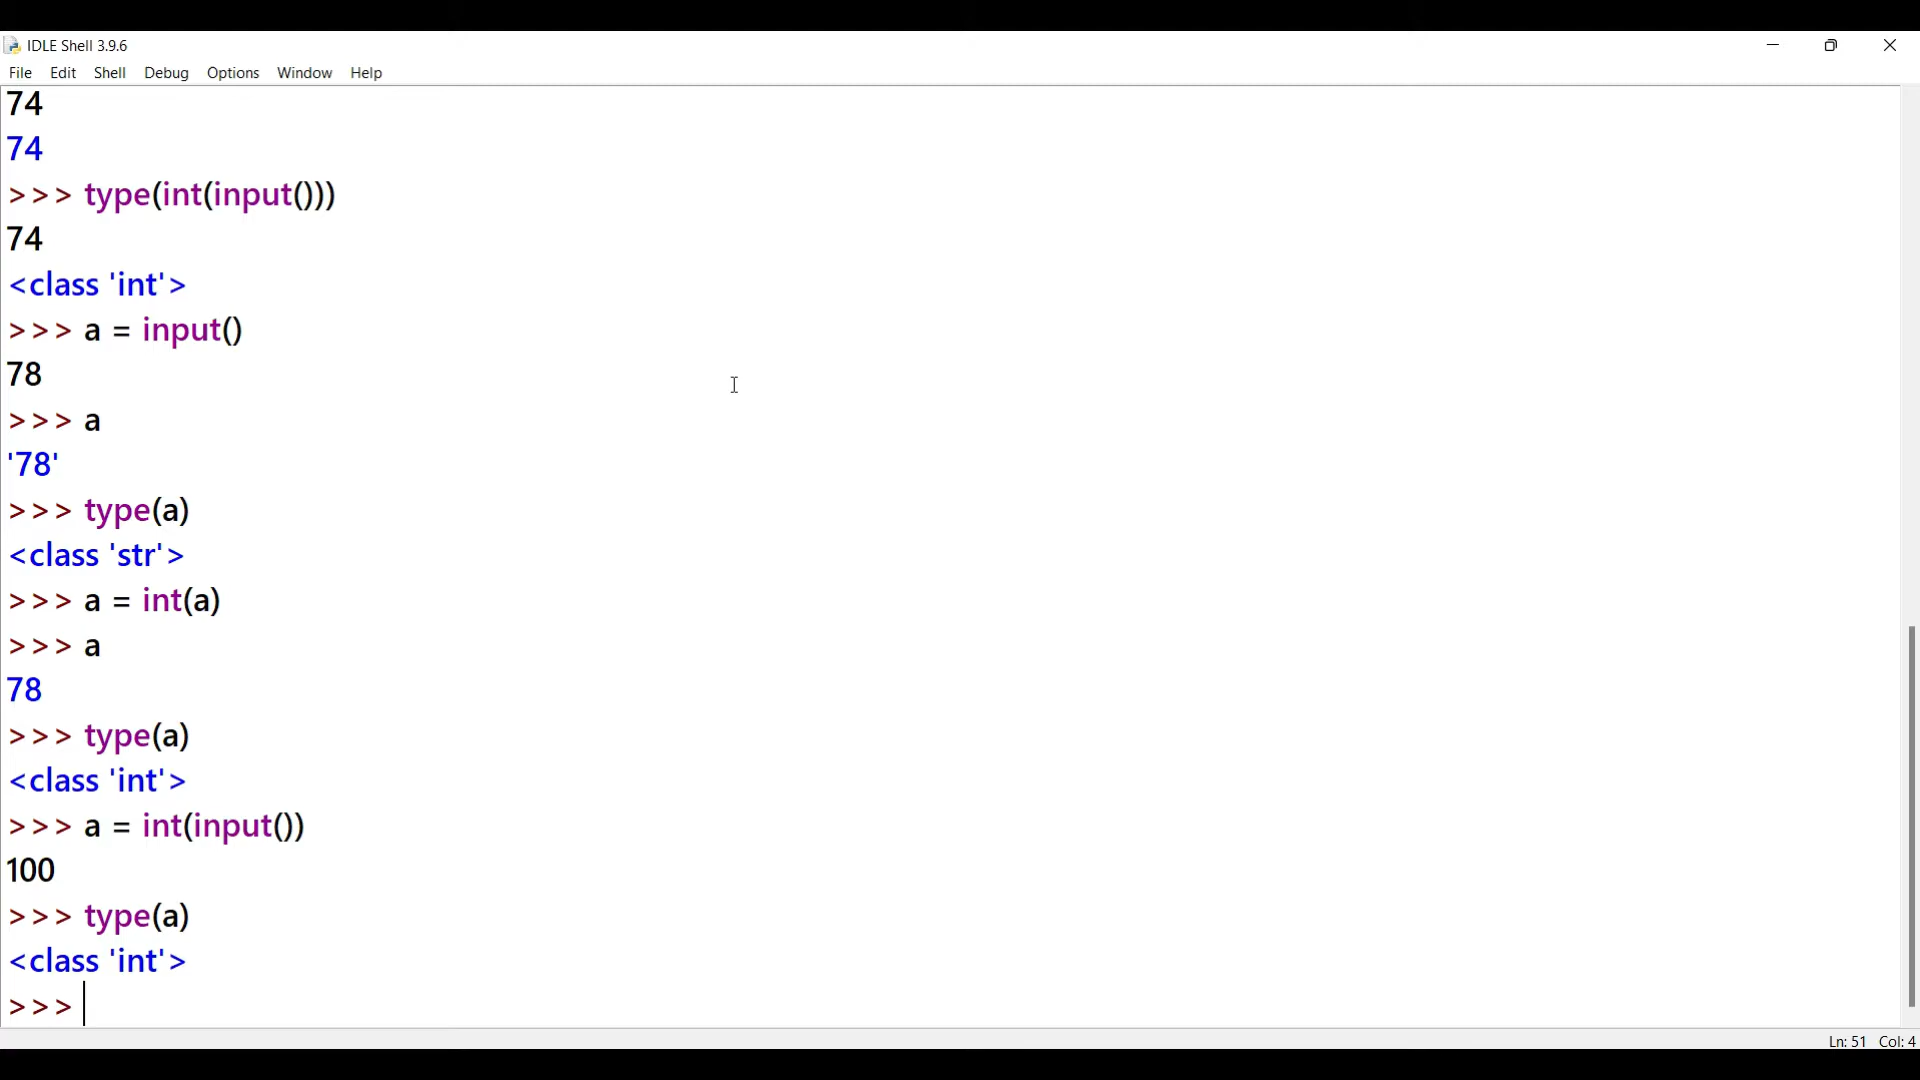 IDLE Shell 3.9.6
File Edit Shell Debug Options Window Help
74
74
>>> type(int(input()))
74
<class 'int'>
>>> a = input()
78
>>> a
'78'
>>> type(a)
<class 'str'>
>>> a = int(a)
>>> a
78
>>> type(a)
<class 'int'>
>>> a = int(input())
100
>>> type(a)
<class 'int'>
>>>
Ln: 51 Col: 4